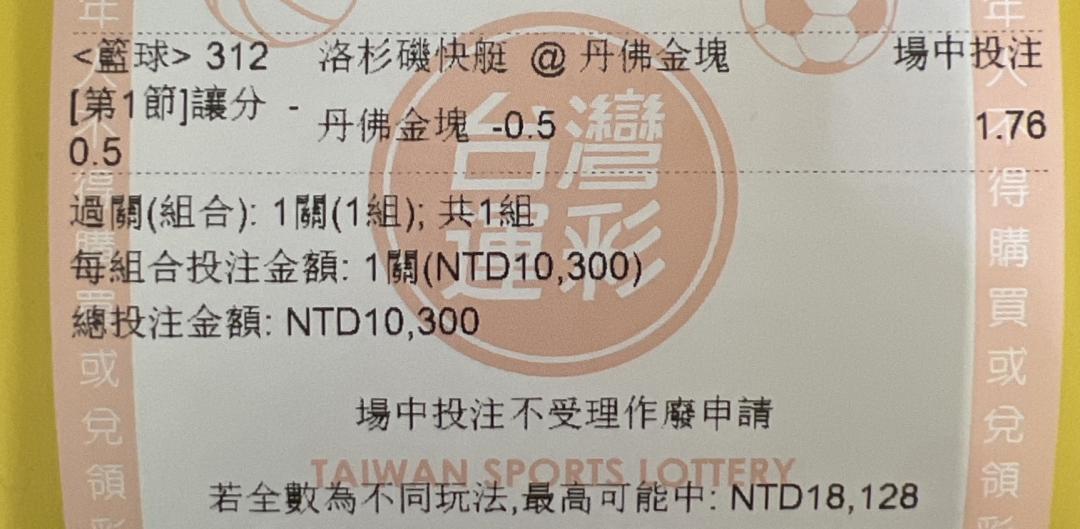 <籃球> 312 洛杉磯快艇 @ 丹佛金塊 場中投注
[第1節]讓分 -
0.5
丹佛金塊 -0.5 1.76
台灣
運彩
過關(組合): 1關(1組); 共1組
每組合投注金額: 1關(NTD10,300)
總投注金額: NTD10,300
場中投注不受理作廢申請
TAIWAN SPORTS LOTTERY
若全數為不同玩法,最高可能中: NTD18,128
年
人不得購買或兌領彩
年
人不得購買或兌領彩